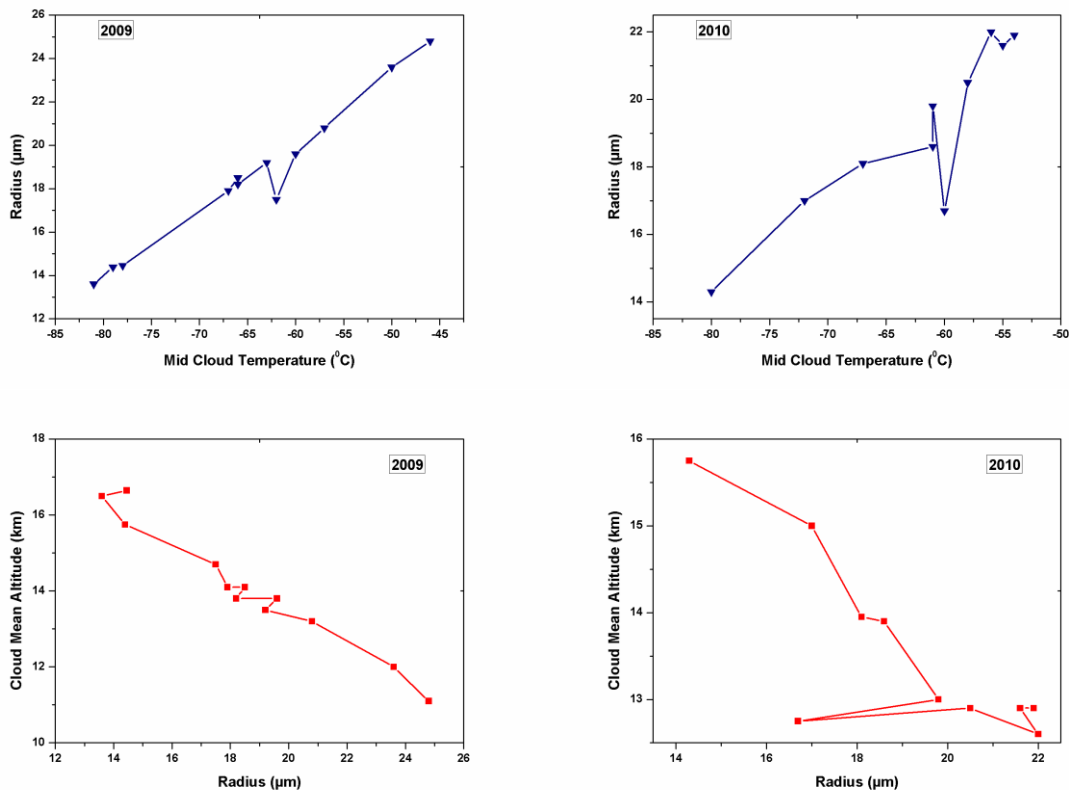 2009
26
24
22
20
18
16
14
12
Radius (µm)
-85 -80 -75 -70 -65 -60 -55 -50 -45
Mid Cloud Temperature (⁰C)
2010
22
20
18
16
14
Radius (µm)
-85 -80 -75 -70 -65 -60 -55 -50
Mid Cloud Temperature (⁰C)
2009
18
16
14
12
10
Cloud Mean Altitude (km)
12 14 16 18 20 22 24 26
Radius (µm)
2010
16
15
14
13
Cloud Mean Altitude (km)
14 16 18 20 22
Radius (µm)